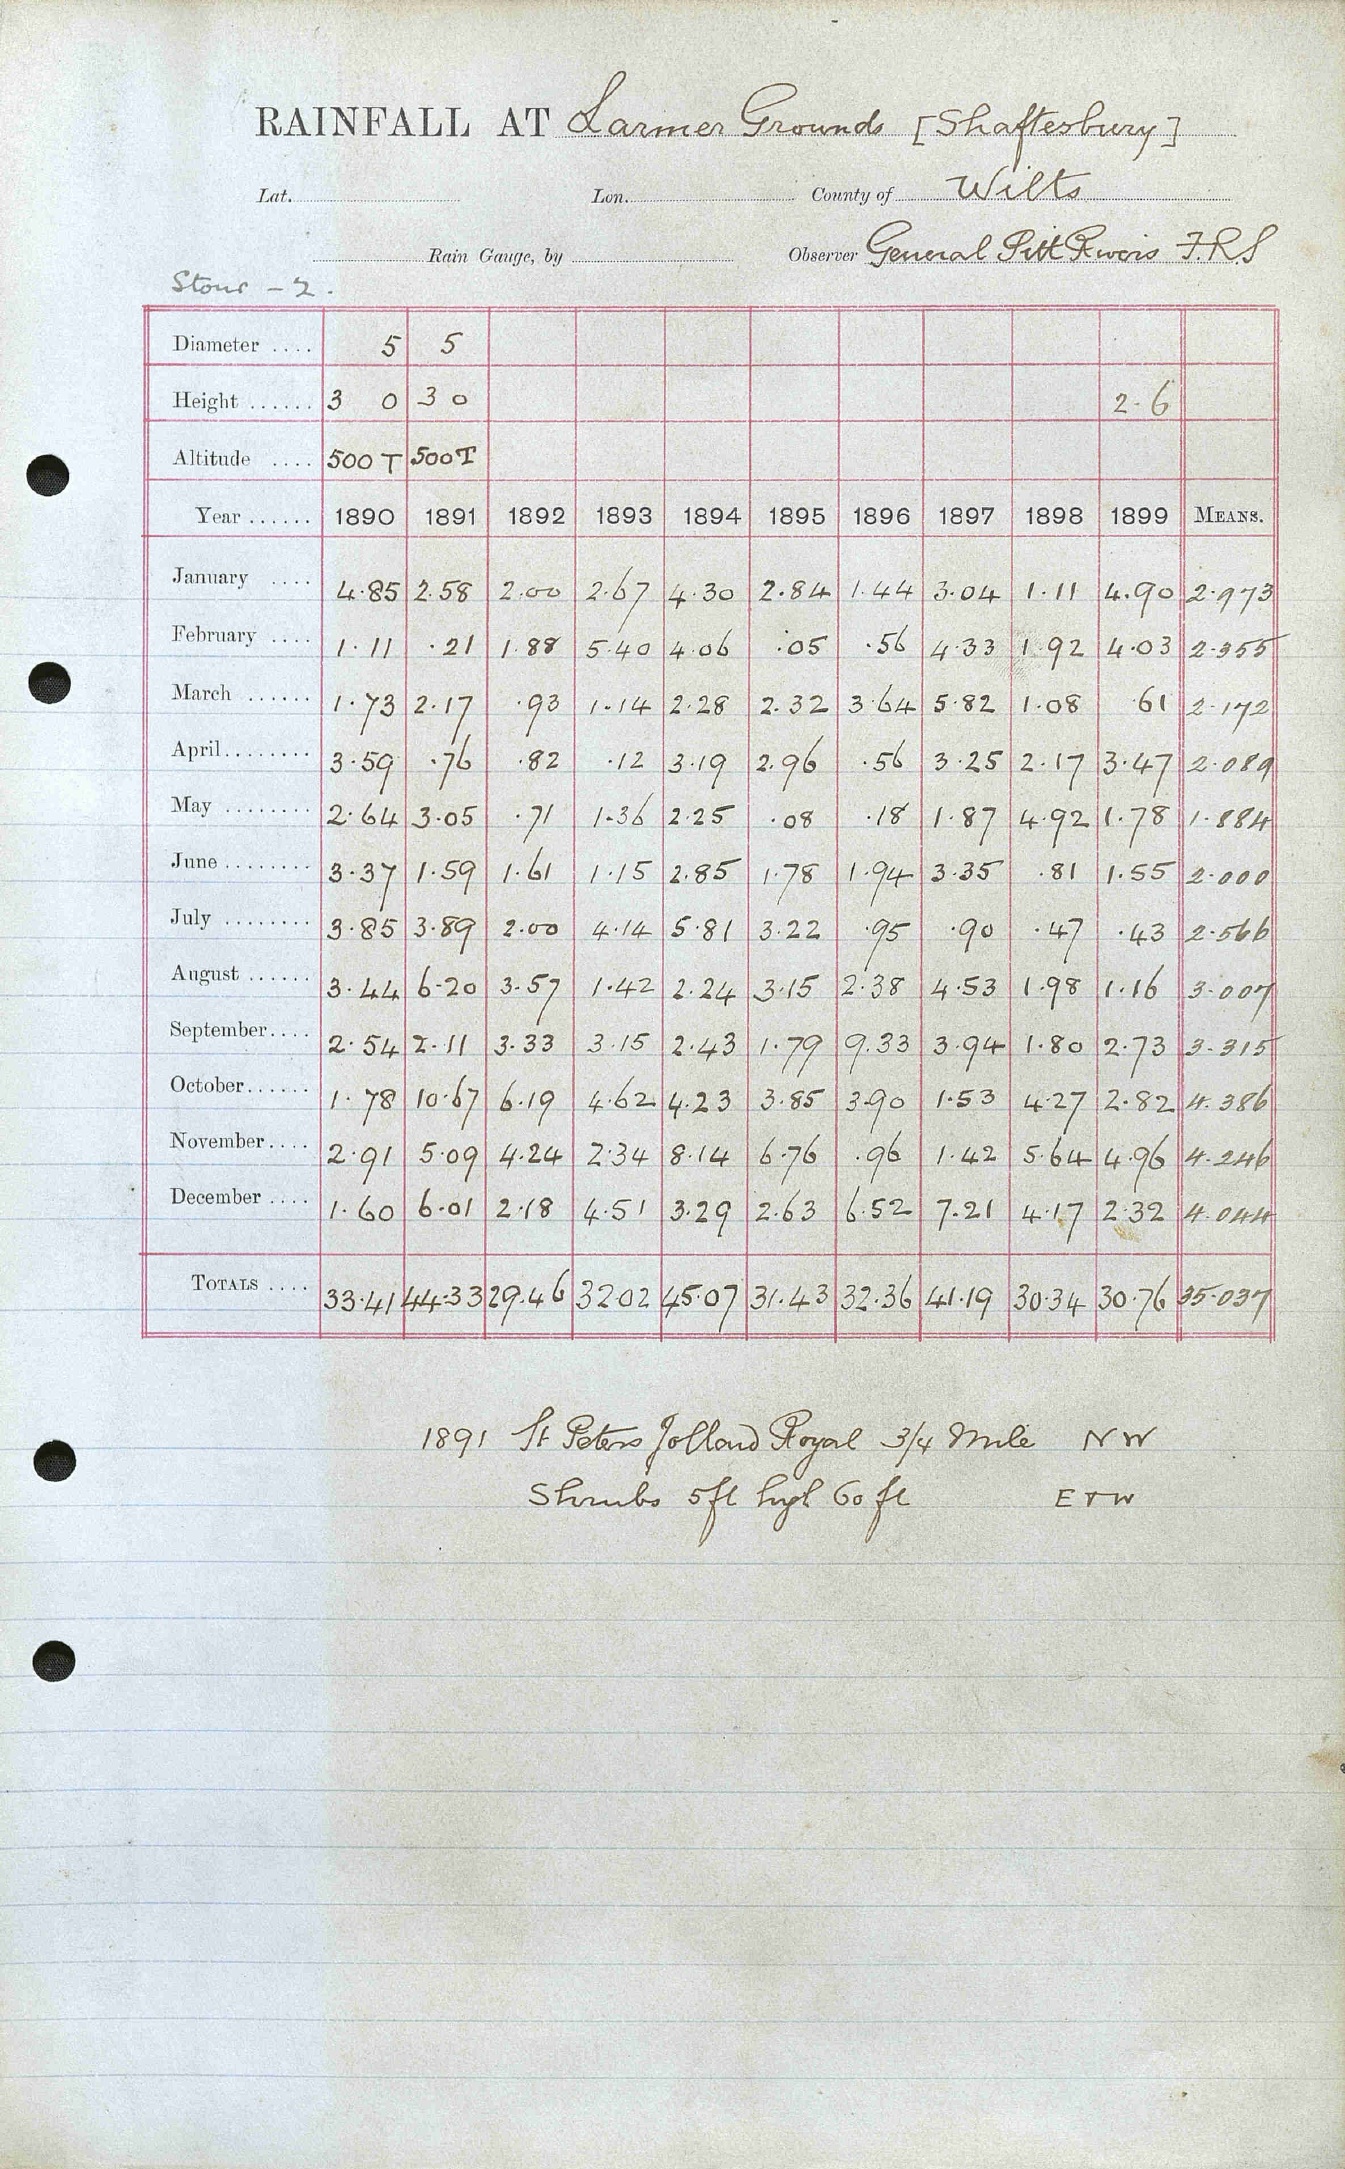 RAINFALL AT Larmer Grounds [Shaftesbury]
Lat. Lon. County of Wilts
Rain Gauge, by Observer General Pitt Rivers F.R.S
Stour - 2.
Diameter .... 5 5
Height ...... 3 0 3 0 2-6
Altitude .... 500 T 500 T
Year ...... 1890 1891 1892 1893 1894 1895 1896 1897 1898 1899 MEANS.
January .... 4.85 2.58 2.00 2.67 4.30 2.84 1.44 3.04 1.11 4.90 2.973
February .... 1.11 .21 1.88 5.40 4.06 .05 .56 4.33 1.92 4.03 2.355
March ...... 1.73 2.17 .93 1.14 2.28 2.32 3.64 5.82 1.08 .61 2.172
April........ 3.59 .76 .82 .12 3.19 2.96 .56 3.25 2.17 3.47 2.089
May ........ 2.64 3.05 .71 1.36 2.25 .08 .18 1.87 4.92 1.78 1.884
June ........ 3.37 1.59 1.61 1.15 2.85 1.78 1.94 3.35 .81 1.55 2.000
July ........ 3.85 3.89 2.00 4.14 5.81 3.22 .95 .90 .47 .43 2.566
August ...... 3.44 6.20 3.57 1.42 2.24 3.15 2.38 4.53 1.98 1.16 3.007
September.... 2.54 2.11 3.33 3.15 2.43 1.79 9.33 3.94 1.80 2.73 3.315
October...... 1.78 10.67 6.19 4.62 4.23 3.85 3.90 1.53 4.27 2.82 4.386
November.... 2.91 5.09 4.24 2.34 8.14 6.76 .96 1.42 5.64 4.96 4.246
December .... 1.60 6.01 2.18 4.51 3.29 2.63 6.52 7.21 4.17 2.32 4.044
TOTALS .... 33.41 44.33 29.46 32.02 45.07 31.43 32.36 41.19 30.34 30.76 35.037
1891 St Peters Tollard Royal 3/4 Mile NW
Shrubs 5ft high 60 ft E + W